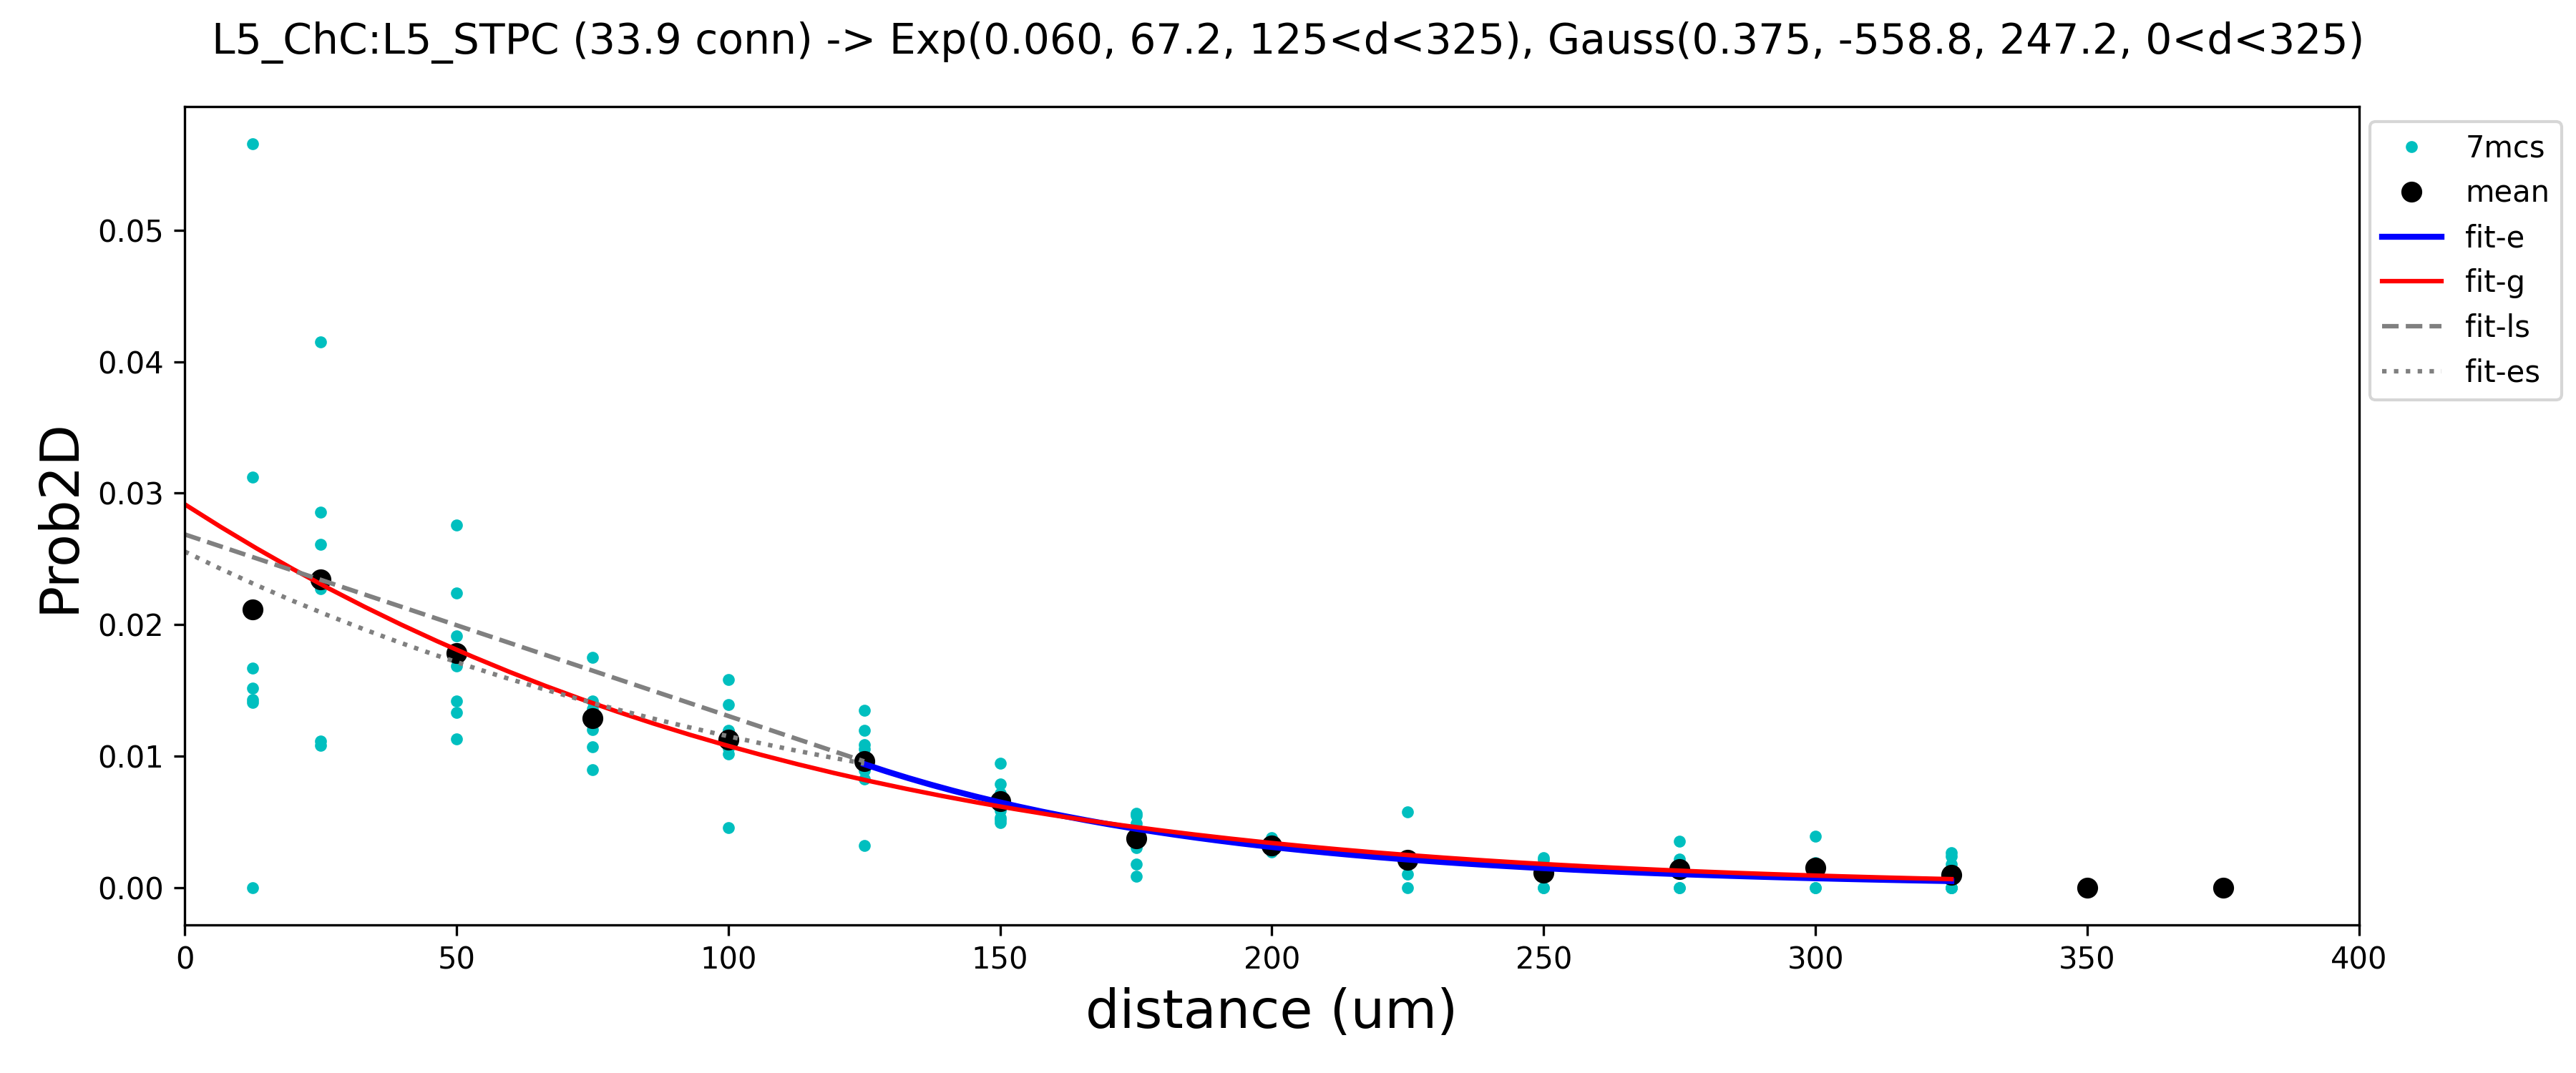 L5_ChC:L5_STPC (33.9 conn) -> Exp(0.060, 67.2, 125<d<325), Gauss(0.375, -558.8, 247.2, 0<d<325)
7mcs
mean
fit-e
fit-g
fit-ls
fit-es
Prob2D
0.05
0.04
0.03
0.02
0.01
0.00
0 50 100 150 200 250 300 350 400
distance (um)